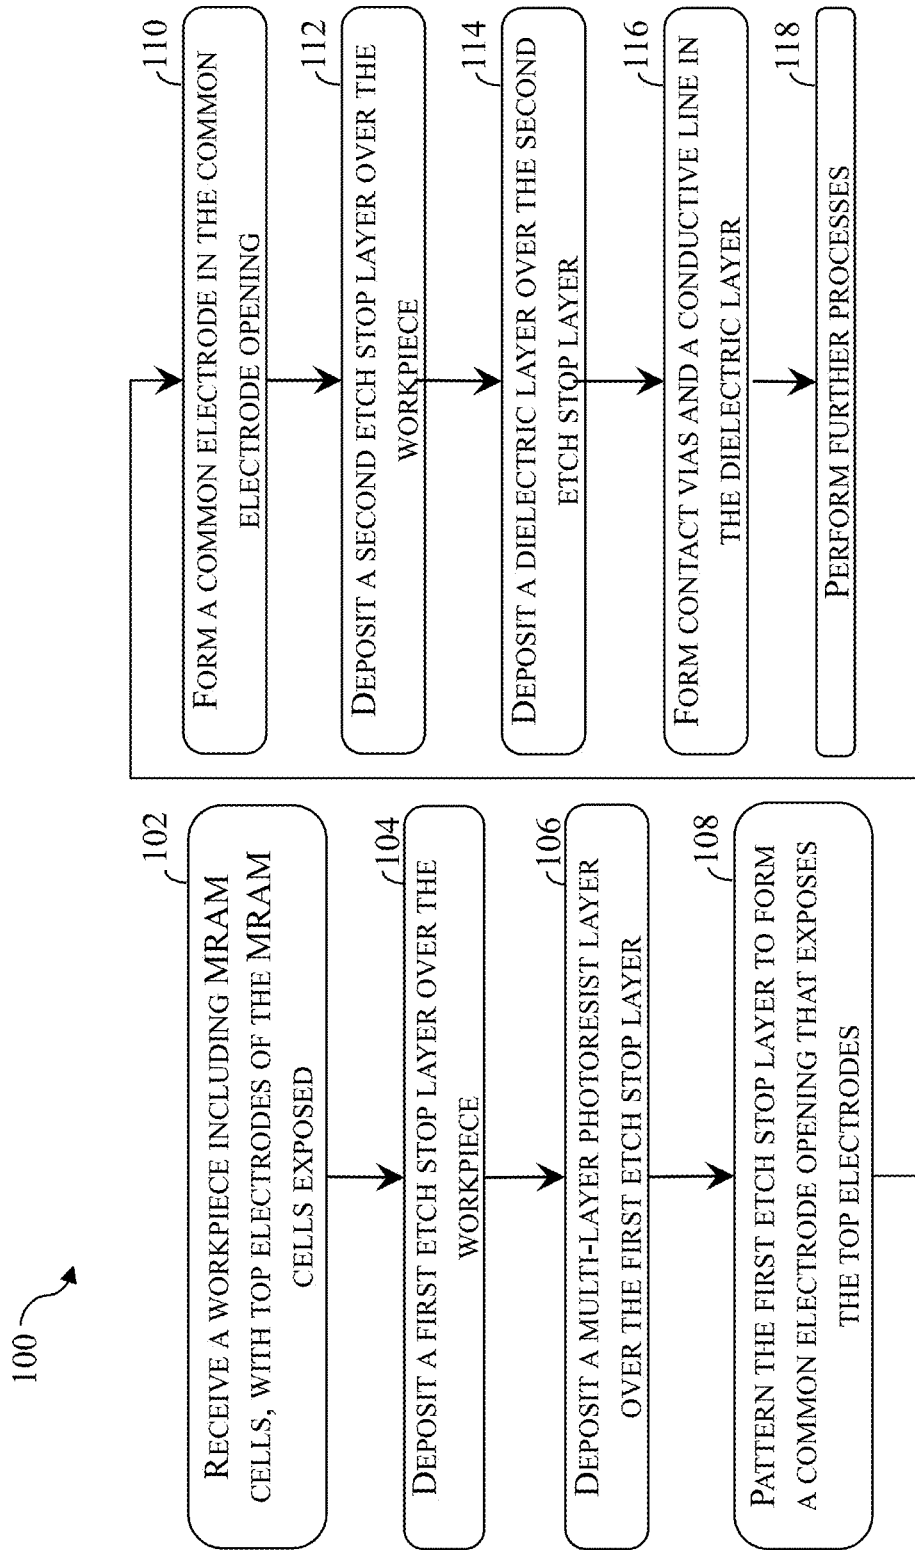 100
102
RECEIVE A WORKPIECE INCLUDING MRAM
CELLS, WITH TOP ELECTRODES OF THE MRAM
CELLS EXPOSED
104
DEPOSIT A FIRST ETCH STOP LAYER OVER THE
WORKPIECE
106
DEPOSIT A MULTI-LAYER PHOTORESIST LAYER
OVER THE FIRST ETCH STOP LAYER
108
PATTERN THE FIRST ETCH STOP LAYER TO FORM
A COMMON ELECTRODE OPENING THAT EXPOSES
THE TOP ELECTRODES
110
FORM A COMMON ELECTRODE IN THE COMMON
ELECTRODE OPENING
112
DEPOSIT A SECOND ETCH STOP LAYER OVER THE
WORKPIECE
114
DEPOSIT A DIELECTRIC LAYER OVER THE SECOND
ETCH STOP LAYER
116
FORM CONTACT VIAS AND A CONDUCTIVE LINE IN
THE DIELECTRIC LAYER
118
PERFORM FURTHER PROCESSES